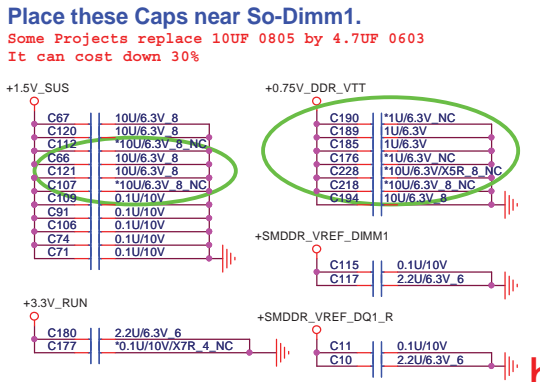 Place these Caps near So-Dimm1.
Some Projects replace 10UF 0805 by 4.7UF 0603
It can cost down 30%
+1.5V_SUS
C67 10U/6.3V_8
C120 10U/6.3V_8
C112 *10U/6.3V_8_NC
C66 10U/6.3V_8
C121 10U/6.3V_8
C107 *10U/6.3V_8_NC
C109 0.1U/10V
C91 0.1U/10V
C106 0.1U/10V
C74 0.1U/10V
C71 0.1U/10V
+3.3V_RUN
C180 2.2U/6.3V_6
C177 *0.1U/10V/X7R_4_NC
+0.75V_DDR_VTT
C190 *1U/6.3V_NC
C189 1U/6.3V
C185 1U/6.3V
C176 *1U/6.3V_NC
C228 *10U/6.3V/X5R_8_NC
C218 *10U/6.3V_8_NC
C194 10U/6.3V_8
+SMDDR_VREF_DIMM1
C115 0.1U/10V
C117 2.2U/6.3V_6
+SMDDR_VREF_DQ1_R
C11 0.1U/10V
C10 2.2U/6.3V_6